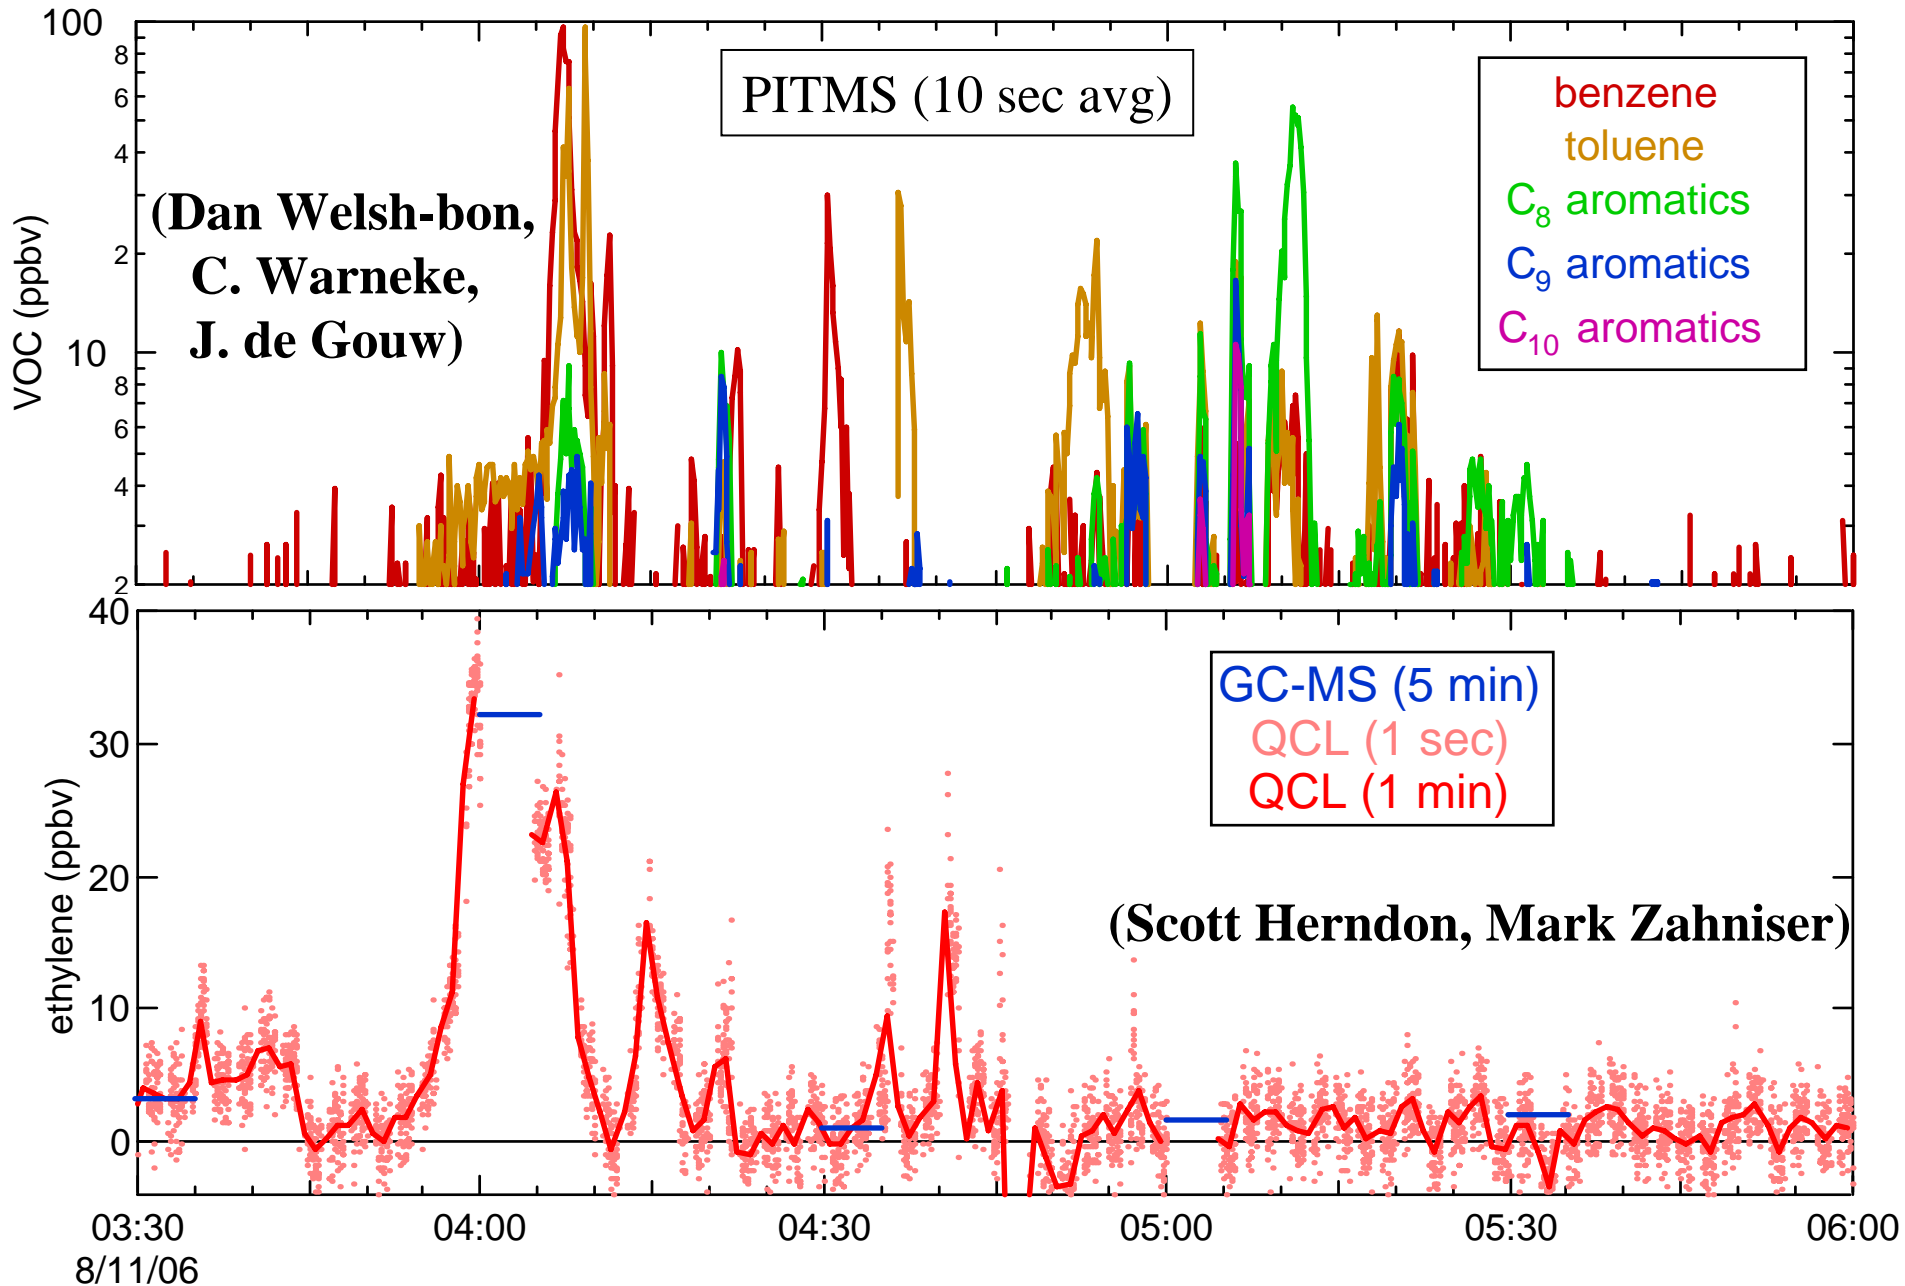 100
8
6
4
2
10
8
6
4
2
VOC (ppbv)
PITMS (10 sec avg)
(Dan Welsh-bon,
C. Warneke,
J. de Gouw)
benzene
toluene
C8 aromatics
C9 aromatics
C10 aromatics
40
30
20
10
0
ethylene (ppbv)
GC-MS (5 min)
QCL (1 sec)
QCL (1 min)
(Scott Herndon, Mark Zahniser)
03:30 04:00 04:30 05:00 05:30 06:00
8/11/06